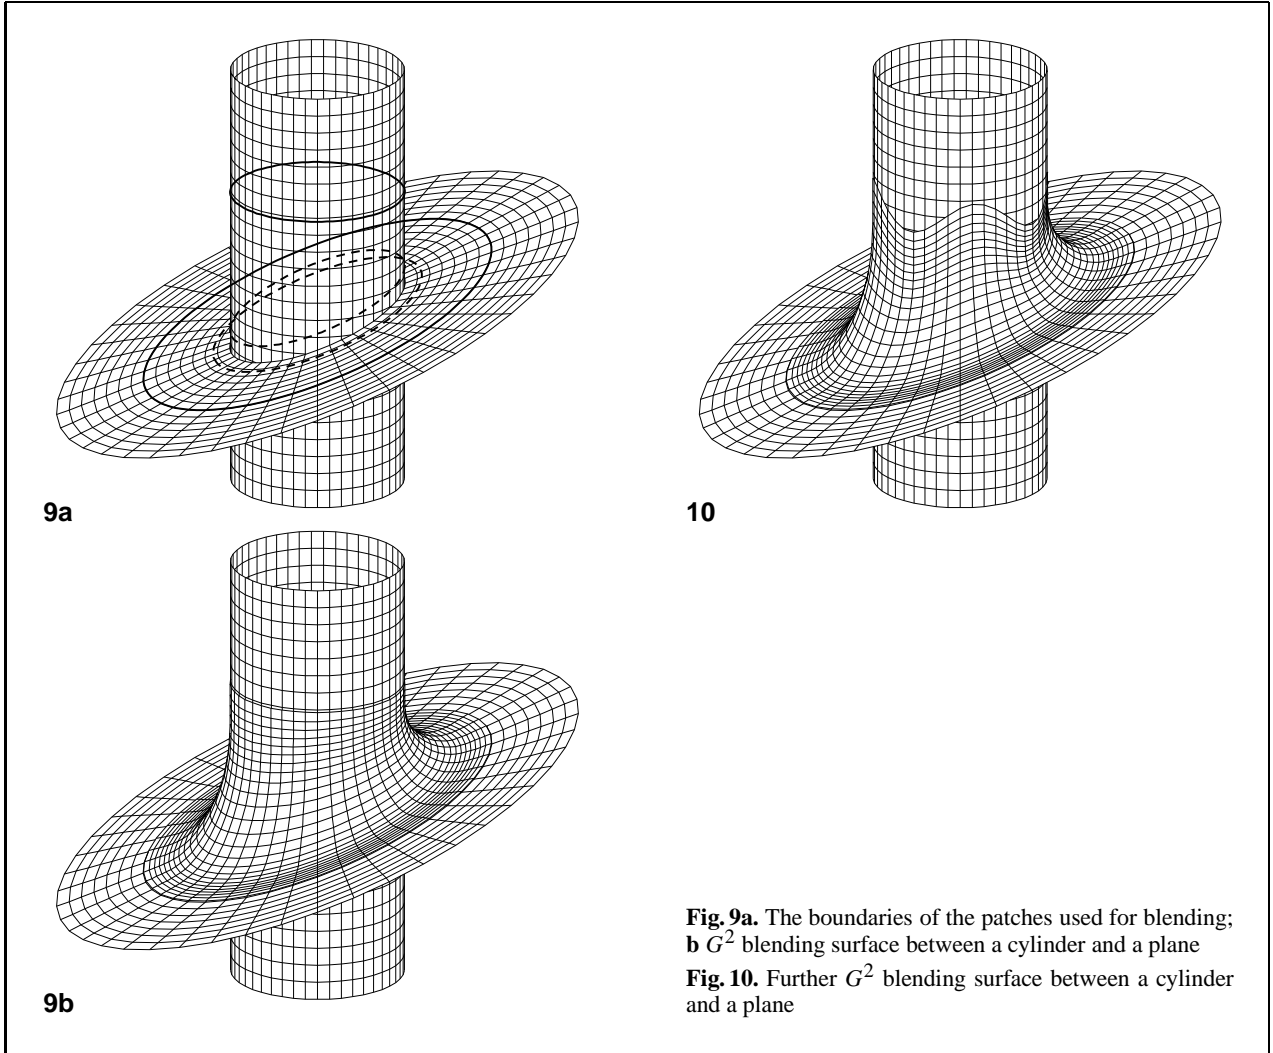 9a
10
9b
Fig. 9a. The boundaries of the patches used for blending;
b G² blending surface between a cylinder and a plane
Fig. 10. Further G² blending surface between a cylinder
and a plane